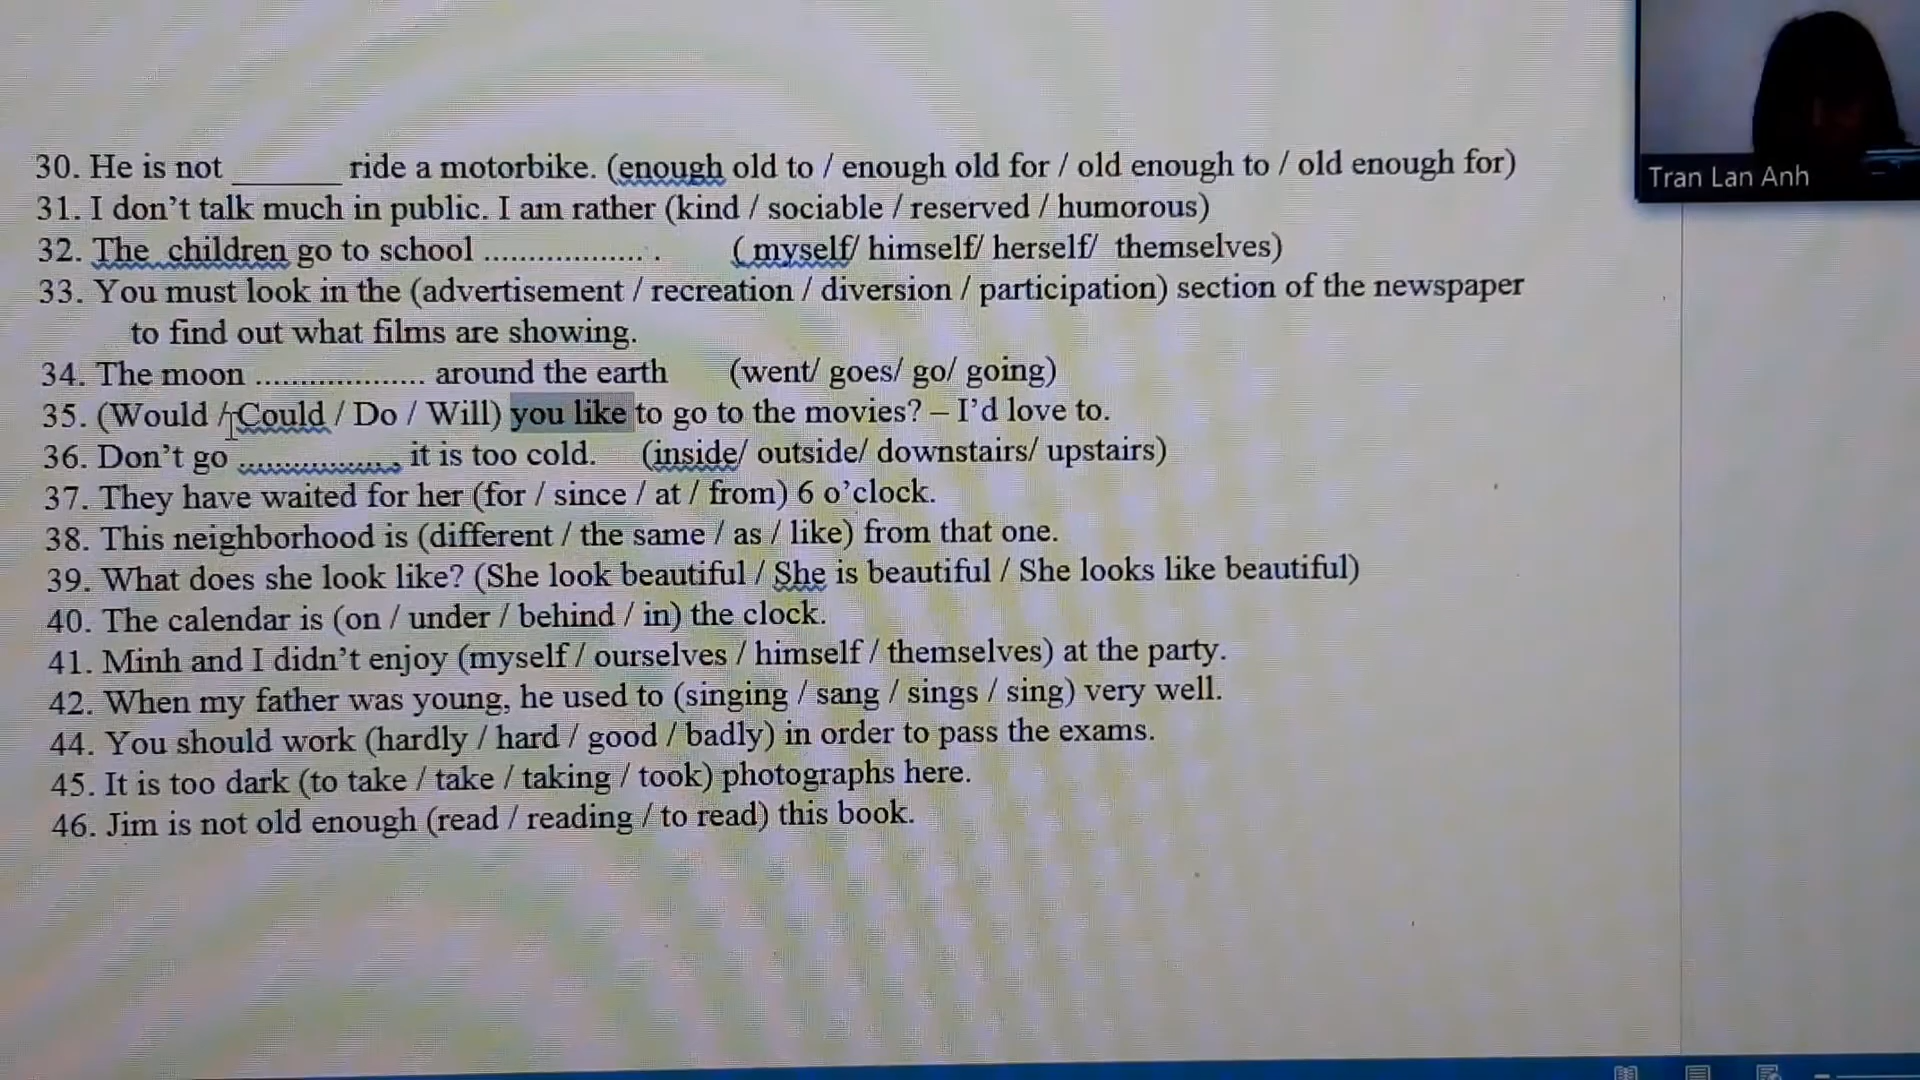 Tran Lan Anh
30. He is not ______ ride a motorbike. (enough old to / enough old for / old enough to / old enough for)
31. I don't talk much in public. I am rather (kind / sociable / reserved / humorous)
32. The children go to school ................... . ( myself/ himself/ herself/ themselves)
33. You must look in the (advertisement / recreation / diversion / participation) section of the newspaper
to find out what films are showing.
34. The moon ................... around the earth (went/ goes/ go/ going)
35. (Would / Could / Do / Will) you like to go to the movies? – I'd love to.
36. Don't go .................. it is too cold. (inside/ outside/ downstairs/ upstairs)
37. They have waited for her (for / since / at / from) 6 o'clock.
38. This neighborhood is (different / the same / as / like) from that one.
39. What does she look like? (She look beautiful / She is beautiful / She looks like beautiful)
40. The calendar is (on / under / behind / in) the clock.
41. Minh and I didn't enjoy (myself / ourselves / himself / themselves) at the party.
42. When my father was young, he used to (singing / sang / sings / sing) very well.
44. You should work (hardly / hard / good / badly) in order to pass the exams.
45. It is too dark (to take / take / taking / took) photographs here.
46. Jim is not old enough (read / reading / to read) this book.